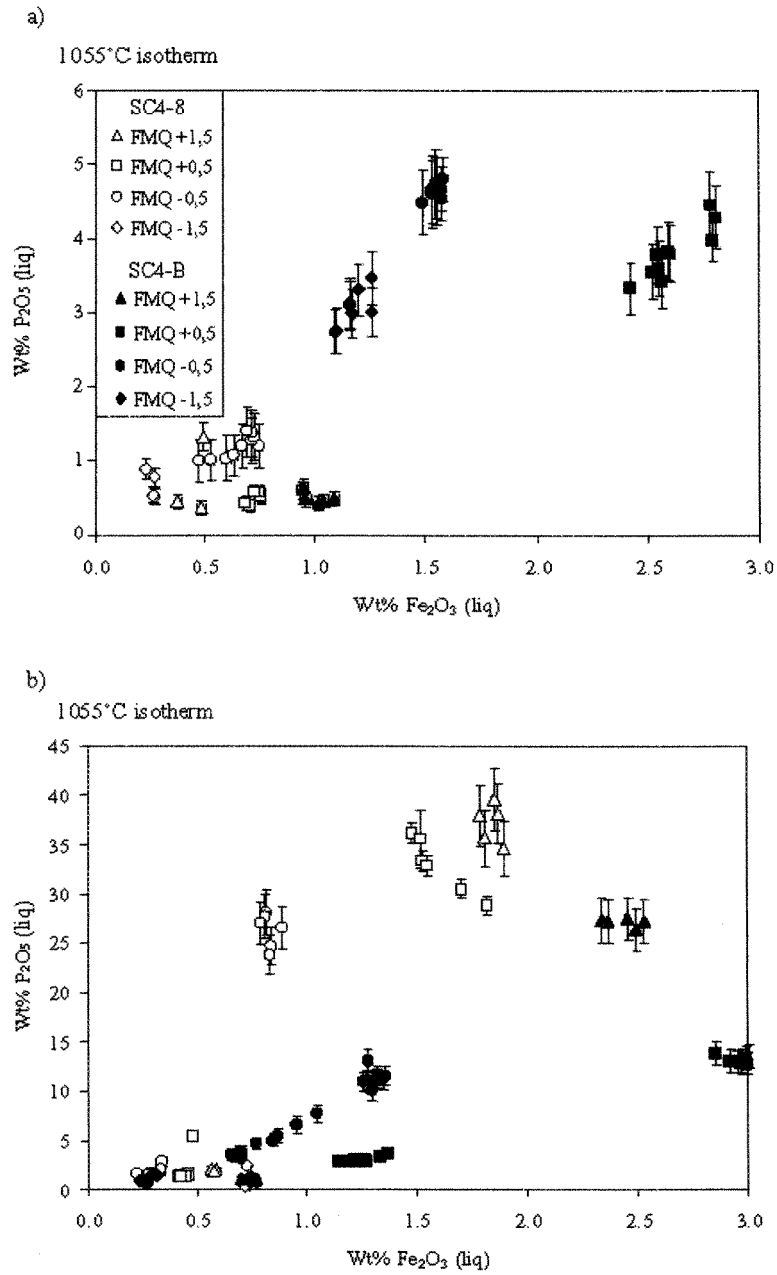 a)
1055°C isotherm
Wt% P₂O₅ (liq)
6
5
4
3
2
1
0
SC4-8
FMQ+1,5
FMQ+0,5
FMQ-0,5
FMQ-1,5
SC4-B
FMQ+1,5
FMQ+0,5
FMQ-0,5
FMQ-1,5
0.0 0.5 1.0 1.5 2.0 2.5 3.0
Wt% Fe₂O₃ (liq)
b)
1055°C isotherm
Wt% P₂O₅ (liq)
45
40
35
30
25
20
15
10
5
0
0.0 0.5 1.0 1.5 2.0 2.5 3.0
Wt% Fe₂O₃ (liq)